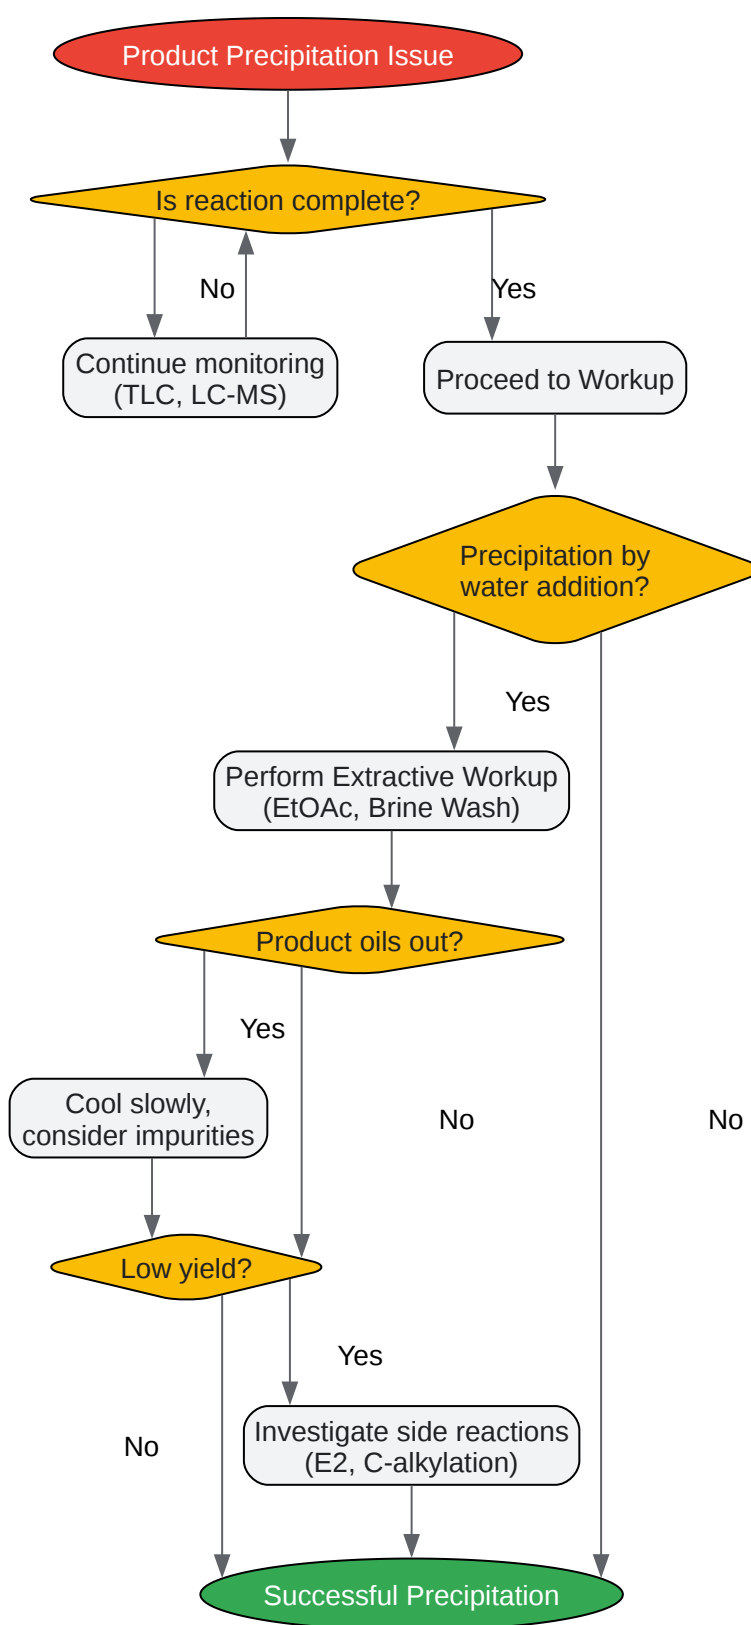 Product Precipitation Issue
Is reaction complete?
No
Yes
Continue monitoring
(TLC, LC-MS)
Proceed to Workup
Precipitation by
water addition?
Yes
Perform Extractive Workup
(EtOAc, Brine Wash)
Product oils out?
Yes
Cool slowly,
consider impurities
No
No
Low yield?
Yes
Investigate side reactions
(E2, C-alkylation)
No
Successful Precipitation